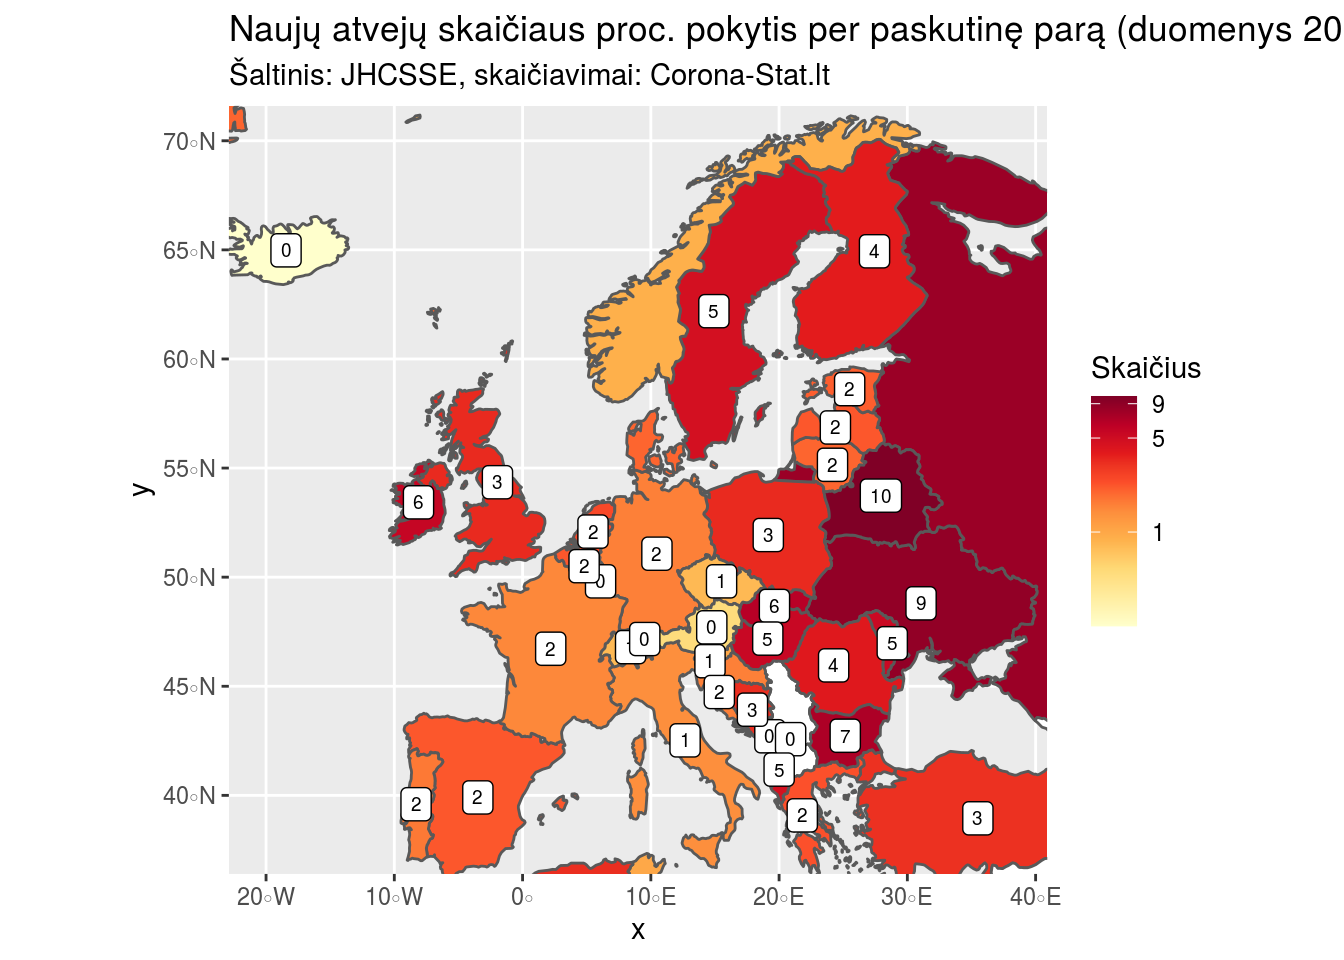 Naujų atvejų skaičiaus proc. pokytis per paskutinę parą (duomenys 20
Šaltinis: JHCSSE, skaičiavimai: Corona-Stat.lt
70◦N
65◦N
60◦N
55◦N
50◦N
45◦N
40◦N
y
0
4
5
2
2
2
10
6
3
3
2
2
2
0
1
6
9
0
5
5
0
2
1
4
2
3
1
0
0
7
5
2
2
2
3
20◦W
10◦W
0◦
10◦E
20◦E
30◦E
40◦E
x
Skaičius
9
5
1